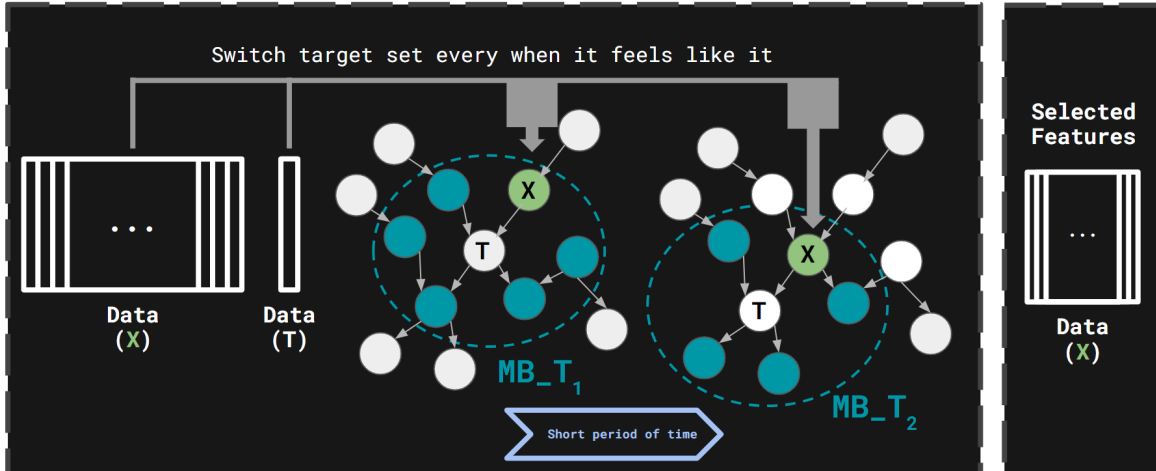 Switch target set every when it feels like it
...
Data
(X)
Data
(T)
X
T
MB_T1
X
T
MB_T2
Short period of time
Selected
Features
...
Data
(X)